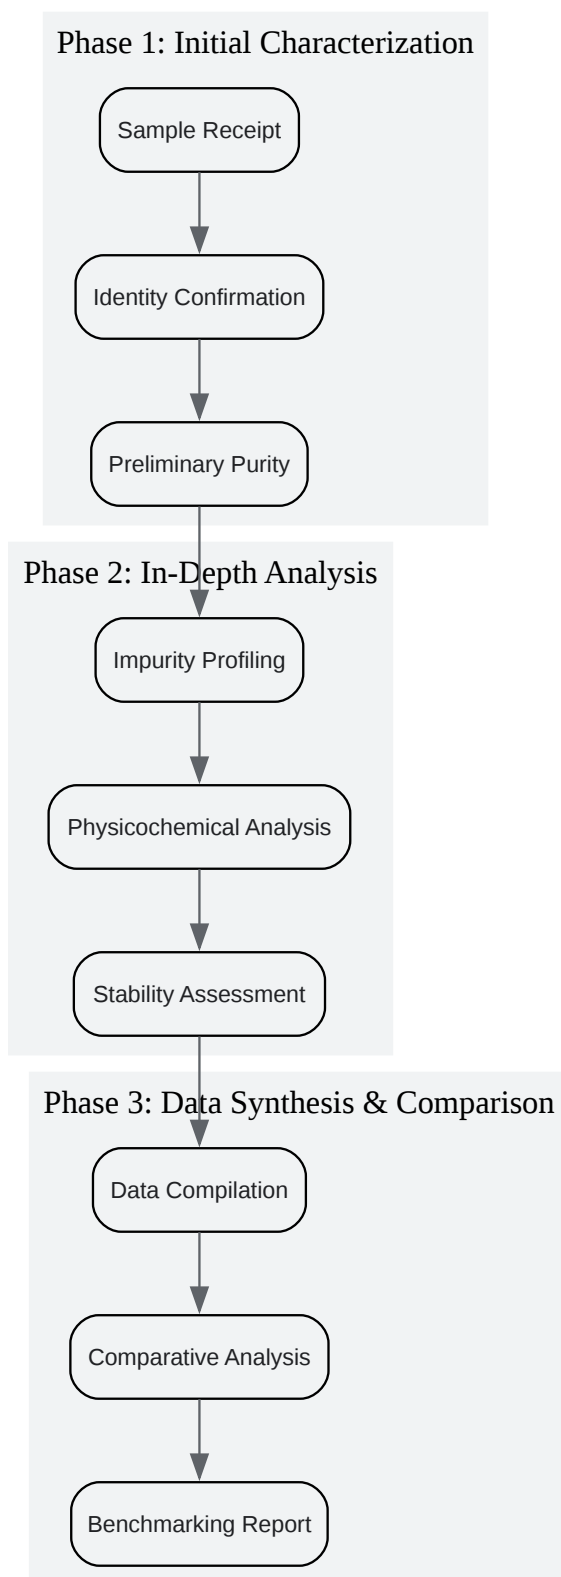 Phase 1: Initial Characterization
Sample Receipt
Identity Confirmation
Preliminary Purity
Phase 2: In-Depth Analysis
Impurity Profiling
Physicochemical Analysis
Stability Assessment
Phase 3: Data Synthesis & Comparison
Data Compilation
Comparative Analysis
Benchmarking Report